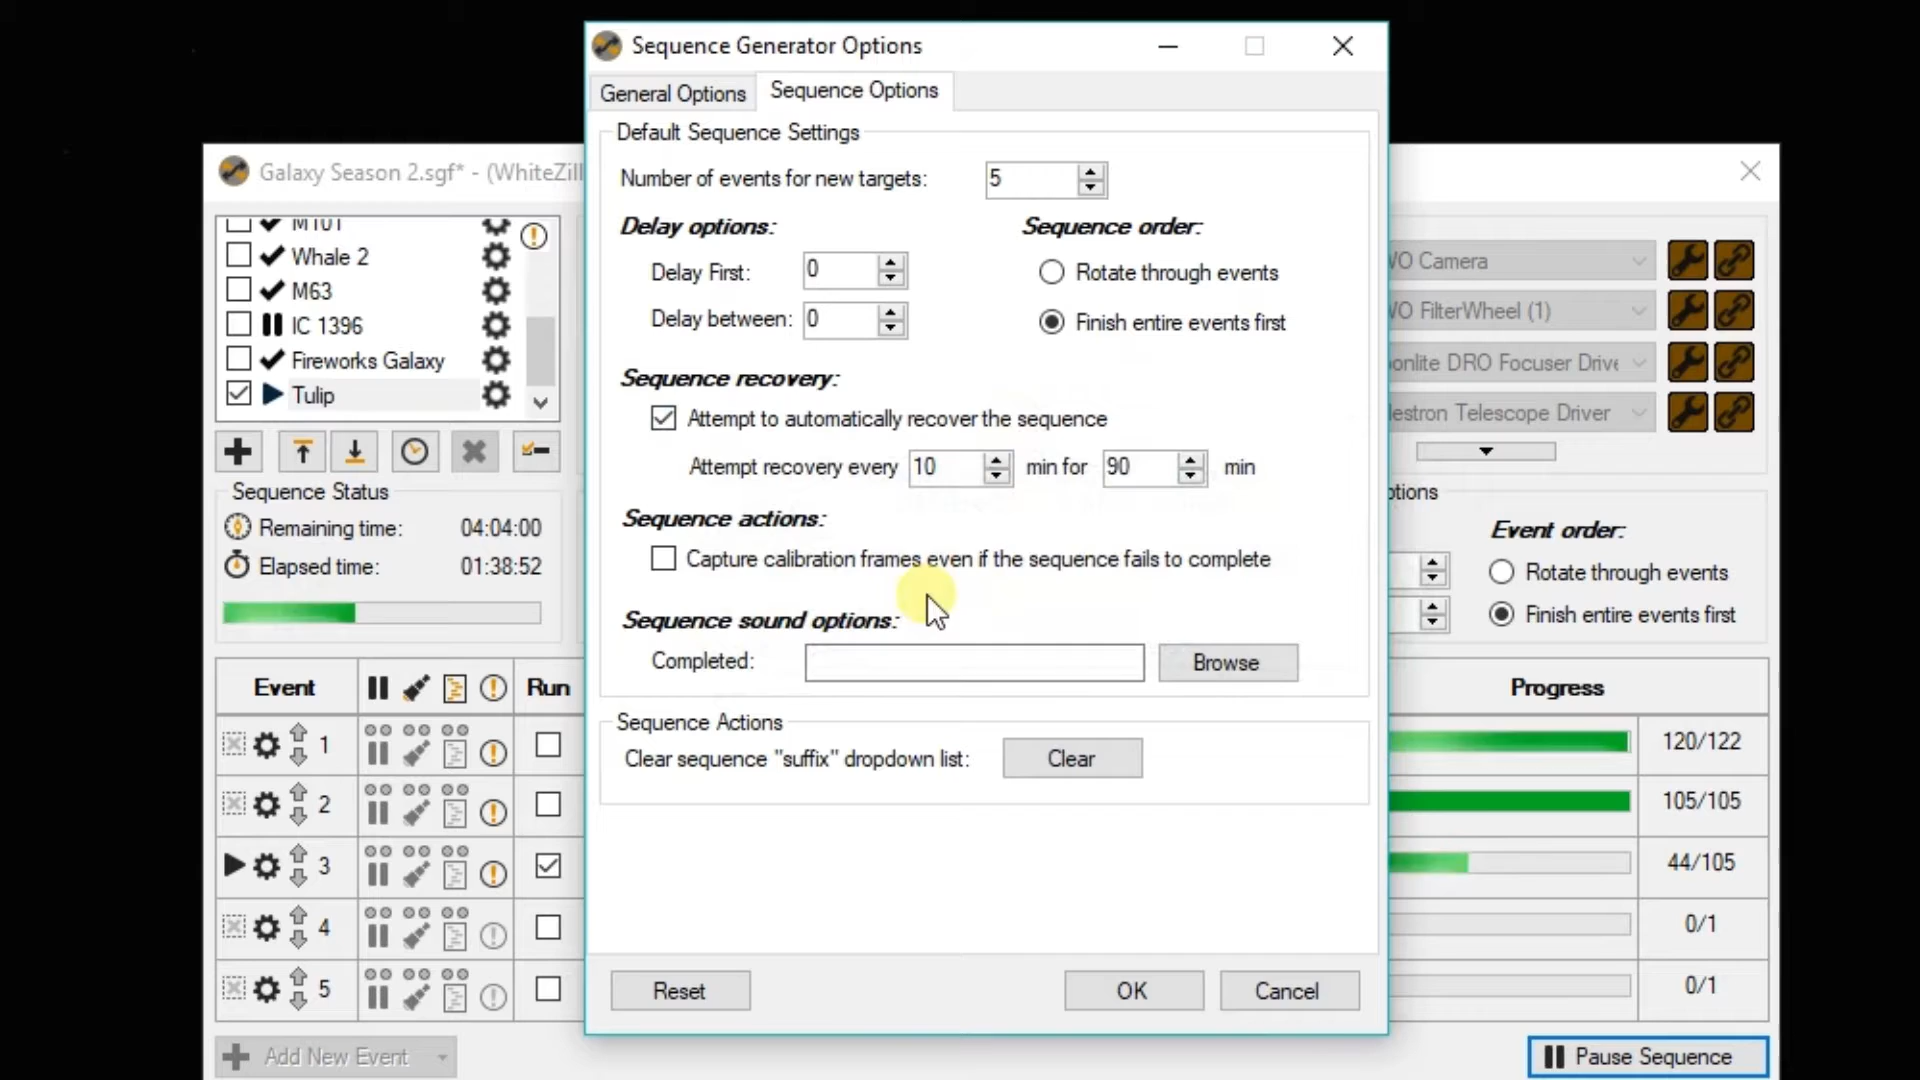 Sequence Generator Options
General Options
Sequence Options
Default Sequence Settings
Number of events for new targets: 5
Delay options:
Sequence order:
Delay First: 0
Rotate through events
Delay between: 0
Finish entire events first
Sequence recovery:
Attempt to automatically recover the sequence
Attempt recovery every 10 min for 90 min
Sequence actions:
Capture calibration frames even if the sequence fails to complete
Sequence sound options:
Completed:
Browse
Sequence Actions
Clear sequence "suffix" dropdown list:
Clear
Reset
OK
Cancel
Galaxy Season 2.sgf* - (WhiteZill
M101
Whale 2
M63
IC 1396
Fireworks Galaxy
Tulip
Sequence Status
Remaining time: 04:04:00
Elapsed time: 01:38:52
Event Run
1
2
3
4
5
Add New Event
WO Camera
WO FilterWheel (1)
onlite DRO Focuser Drive
lestron Telescope Driver
ptions
Event order:
Rotate through events
Finish entire events first
Progress
120/122
105/105
44/105
0/1
0/1
Pause Sequence